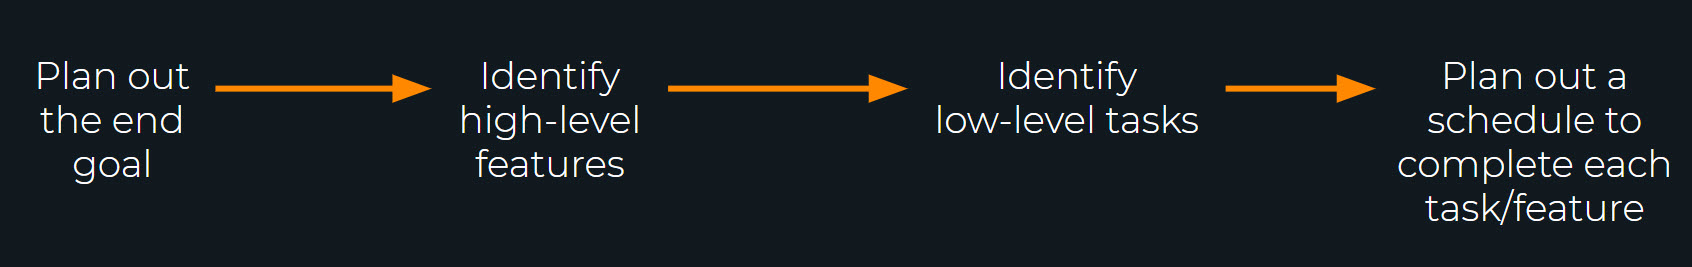 Plan out
the end
goal
Identify
high-level
features
Identify
low-level tasks
Plan out a
schedule to
complete each
task/feature